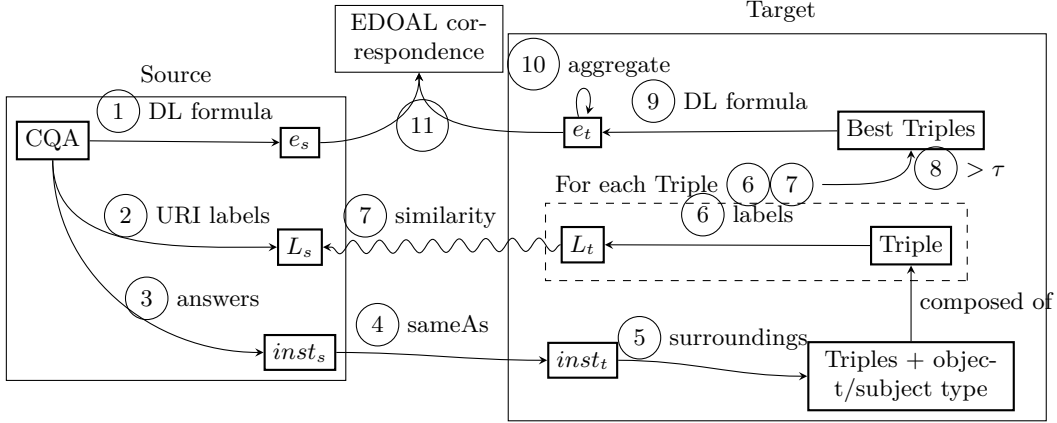 Target
EDOAL cor-
respondence
Source
10 aggregate
1 DL formula
9 DL formula
11
CQA
e_s
e_t
Best Triples
8 > τ
For each Triple 6 7
2 URI labels
7 similarity
6 labels
L_s
L_t
Triple
3 answers
composed of
4 sameAs
5 surroundings
inst_s
inst_t
Triples + objec-
t/subject type